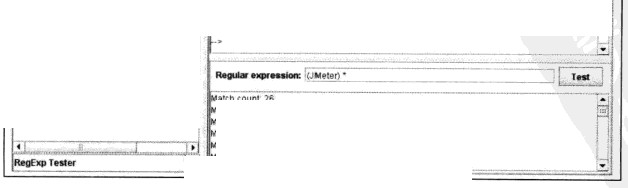 -->
Regular expression: (JMeter) * Test
Match count: 26
M
M
M
M
RegExp Tester